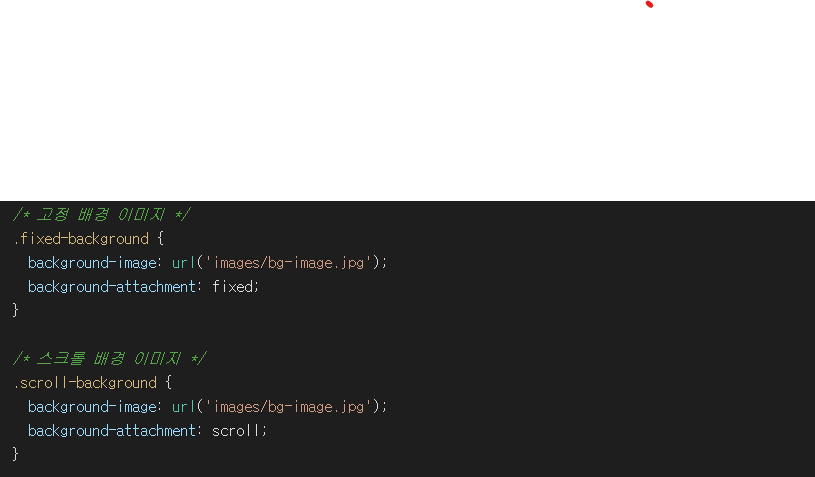 /* 고정 배경 이미지 */
.fixed-background {
  background-image: url('images/bg-image.jpg');
  background-attachment: fixed;
}

/* 스크롤 배경 이미지 */
.scroll-background {
  background-image: url('images/bg-image.jpg');
  background-attachment: scroll;
}